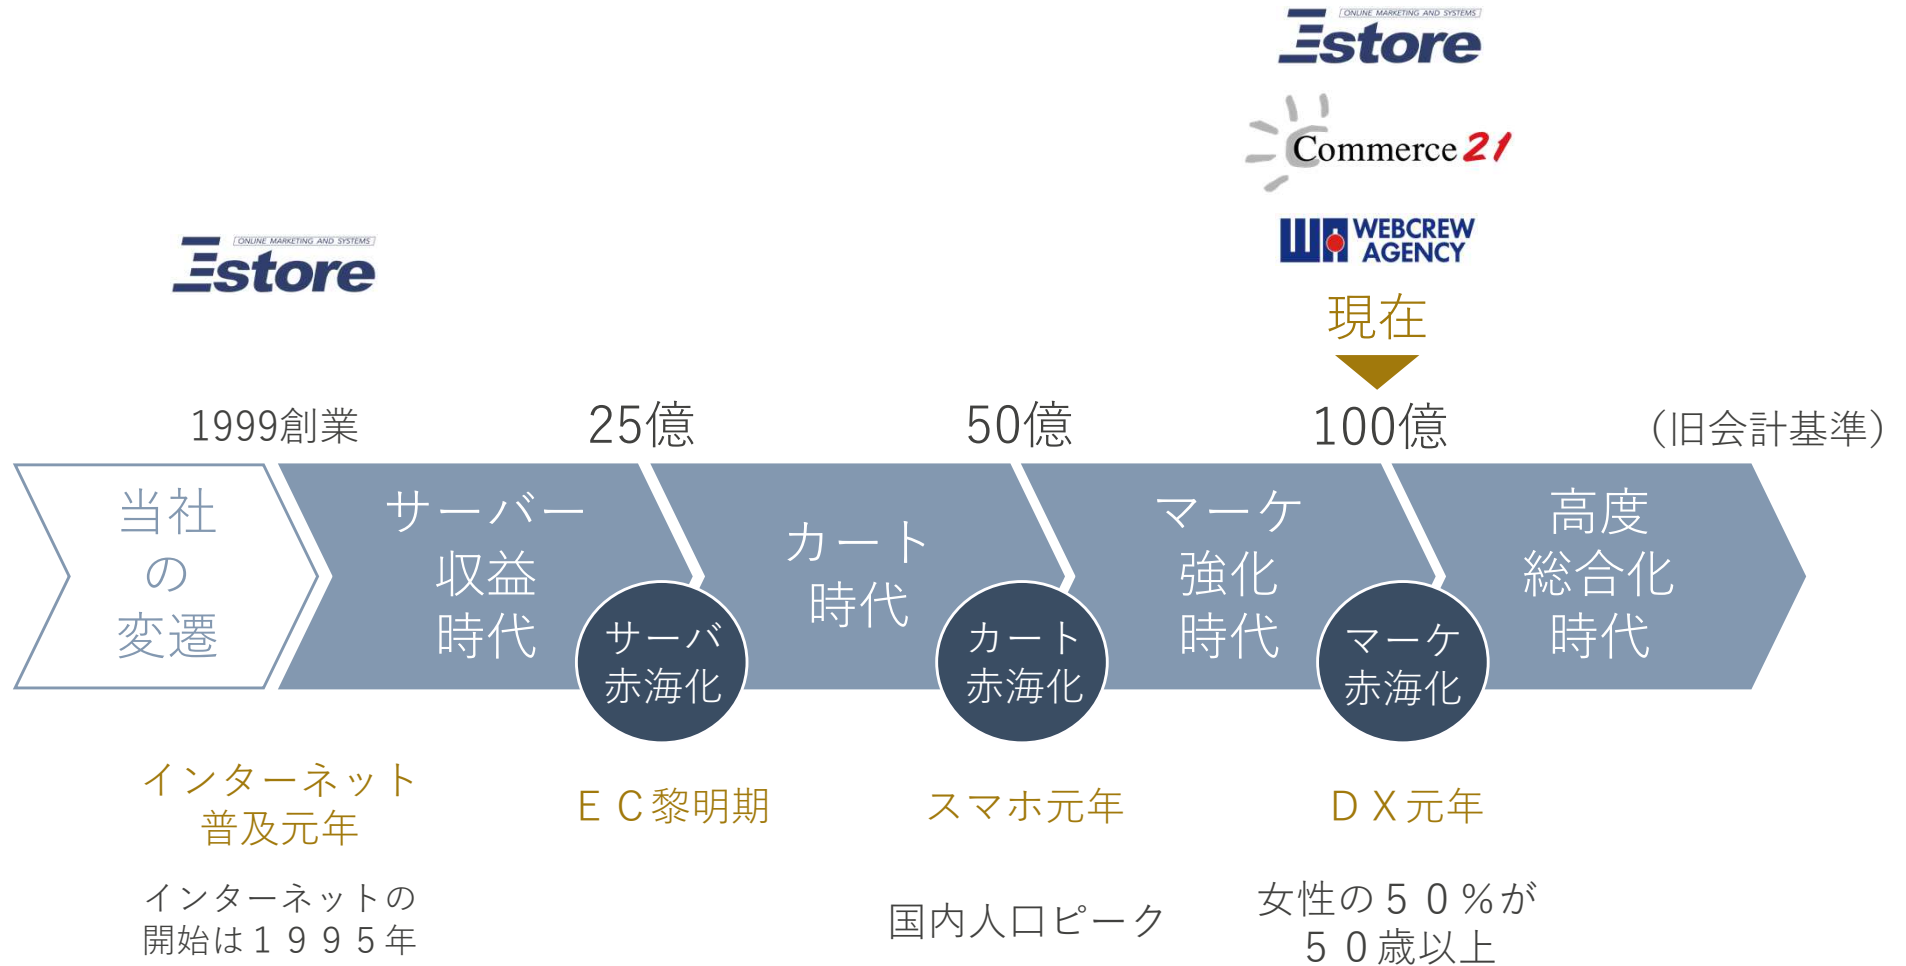 ONLINE MARKETING AND SYSTEMS
Estore
Commerce 21
WEBCREW
AGENCY
ONLINE MARKETING AND SYSTEMS
Estore
現在
1999創業
25億
50億
100億
（旧会計基準）
当社
の
変遷
サーバー
収益
時代
カート
時代
マーケ
強化
時代
高度
総合化
時代
サーバ
赤海化
カート
赤海化
マーケ
赤海化
インターネット
普及元年
ＥＣ黎明期
スマホ元年
ＤＸ元年
インターネットの
開始は１９９５年
国内人口ピーク
女性の５０％が
５０歳以上